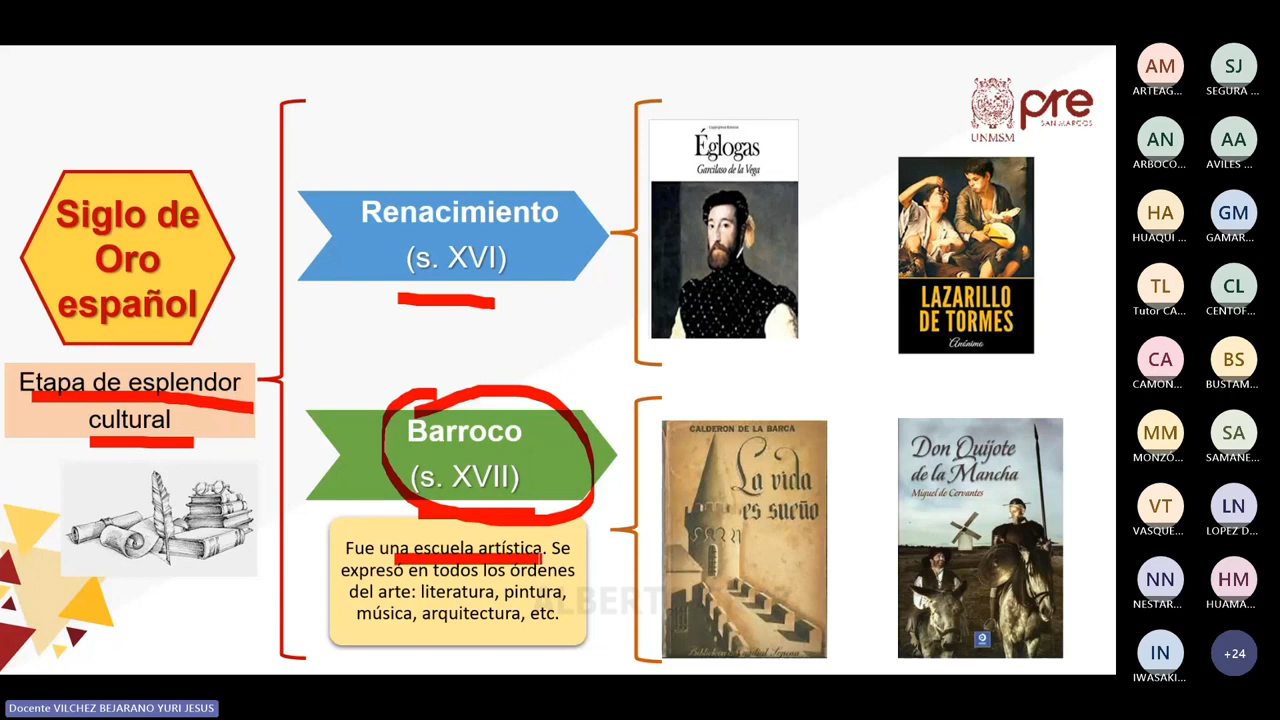 Siglo de
Oro
español
Etapa de esplendor
cultural
Renacimiento
(s. XVI)
Barroco
(s. XVII)
Fue una escuela artística. Se
expresó en todos los órdenes
del arte: literatura, pintura,
música, arquitectura, etc.
Églogas
Garcilaso de la Vega
UNMSM
pre
SAN MARCOS
LAZARILLO
DE TORMES
Anónimo
CALDERON DE LA BARCA
La vida
es sueño
Don Quijote
de la Mancha
Miguel de Cervantes
AM
ARTEAG...
SJ
SEGURA ...
AN
ARBOCO...
AA
AVILES ...
HA
HUAQUI ...
GM
GAMAR...
TL
Tutor CA...
CL
CENTOF...
CA
CAMON...
BS
BUSTAM...
MM
MONZÓ...
SA
SAMANE...
VT
VASQUE...
LN
LOPEZ D...
NN
NESTAR...
HM
HUAMA...
IN
IWASAKI...
+24
Docente VILCHEZ BEJARANO YURI JESUS